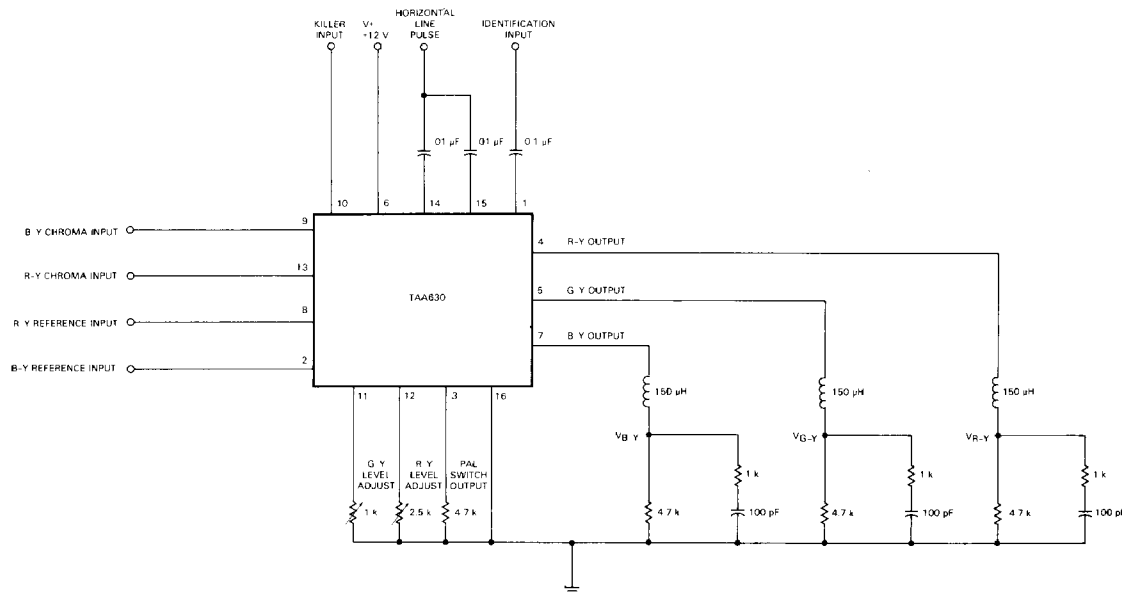 KILLER
INPUT
V+
+12 V
HORIZONTAL
LINE
PULSE
IDENTIFICATION
INPUT
01 µF
01 µF
0.1 µF
10
6
14
15
1
B Y CHROMA INPUT
9
R-Y CHROMA INPUT
13
R Y REFERENCE INPUT
8
B-Y REFERENCE INPUT
2
TAA630
4
R-Y OUTPUT
5
G Y OUTPUT
7
B Y OUTPUT
11
12
3
16
150 µH
150 µH
150 µH
VB Y
VG-Y
VR-Y
G Y
LEVEL
ADJUST
R Y
LEVEL
ADJUST
PAL
SWITCH
OUTPUT
1 k
1 k
1 k
1 k
2.5 k
4.7 k
4.7 k
100 pF
4.7 k
100 pF
4.7 k
100 pF